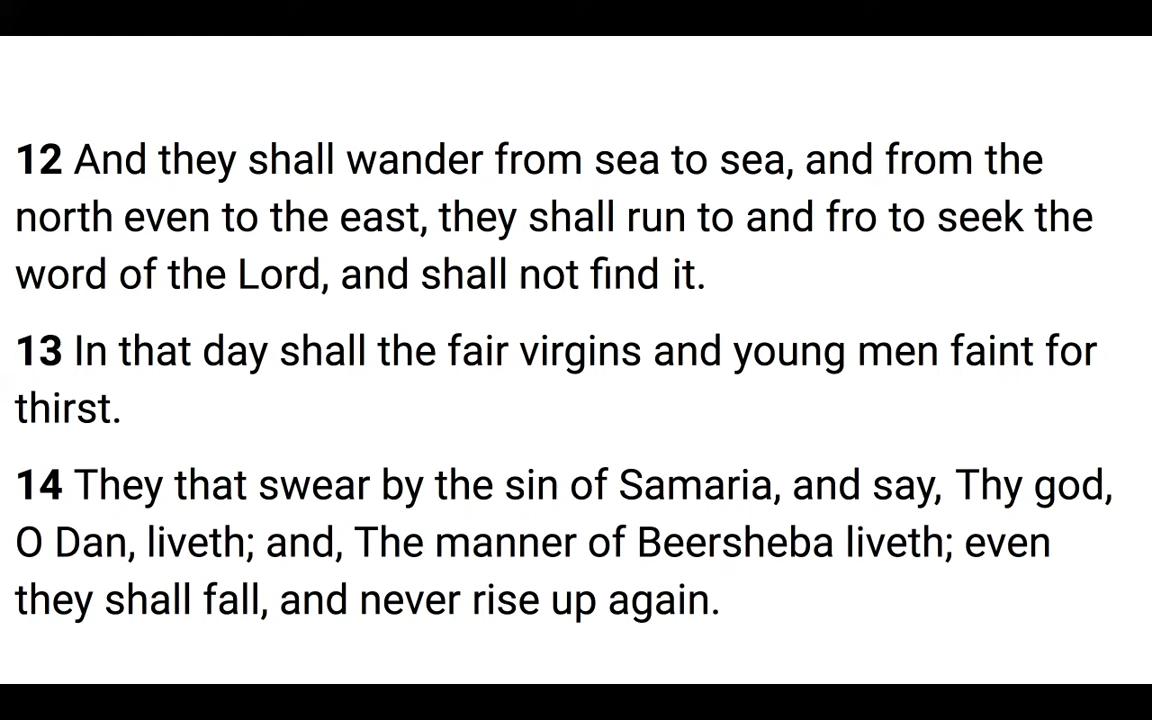 12 And they shall wander from sea to sea, and from the
north even to the east, they shall run to and fro to seek the
word of the Lord, and shall not find it.
13 In that day shall the fair virgins and young men faint for
thirst.
14 They that swear by the sin of Samaria, and say, Thy god,
O Dan, liveth; and, The manner of Beersheba liveth; even
they shall fall, and never rise up again.